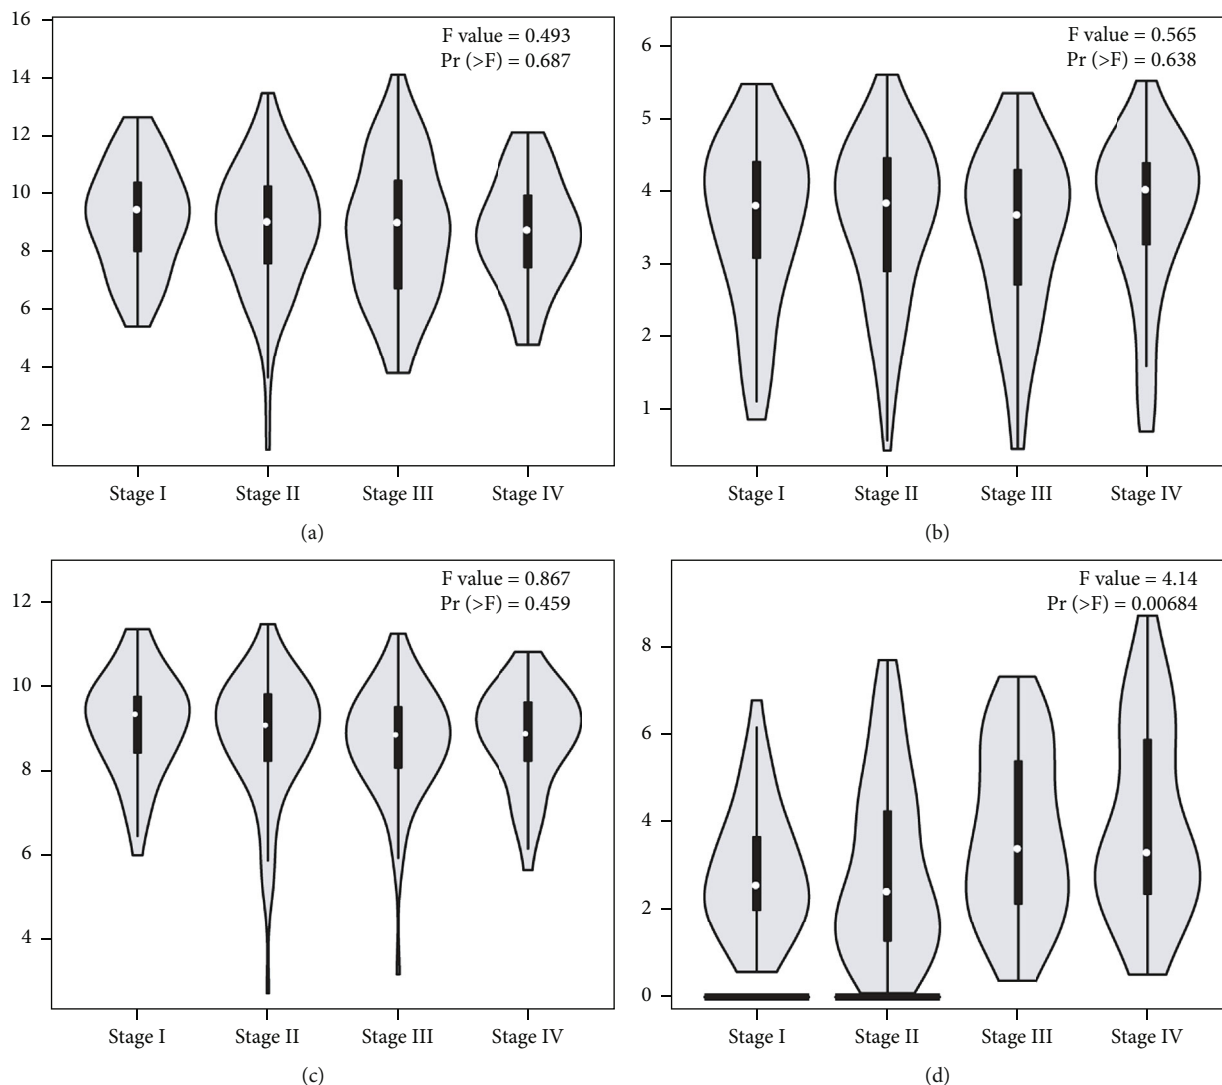 F value = 0.493
Pr (>F) = 0.687
16
14
12
10
8
6
4
2
Stage I Stage II Stage III Stage IV
(a)
F value = 0.565
Pr (>F) = 0.638
6
5
4
3
2
1
Stage I Stage II Stage III Stage IV
(b)
F value = 0.867
Pr (>F) = 0.459
12
10
8
6
4
Stage I Stage II Stage III Stage IV
(c)
F value = 4.14
Pr (>F) = 0.00684
8
6
4
2
0
Stage I Stage II Stage III Stage IV
(d)